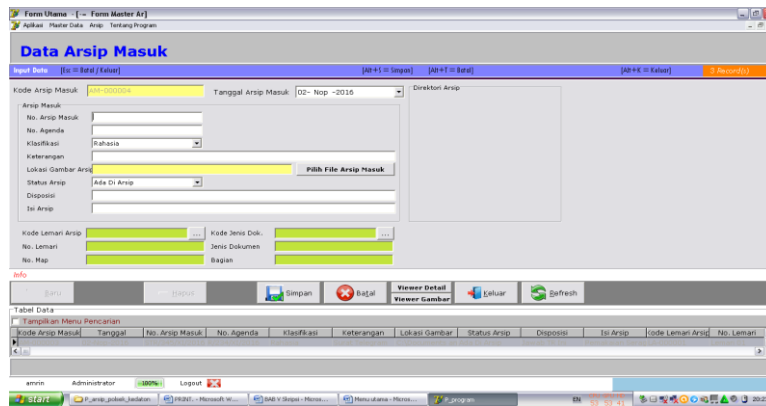 Form Utama - [-= Form Master Ar]
Aplikasi Master Data Arsip Tentang Program
Data Arsip Masuk
Input Data [Esc = Batal / Keluar] [Alt+S = Simpan] [Alt+T = Batal] [Alt+K = Keluar] 3 Record(s)
Kode Arsip Masuk AM-000004 Tanggal Arsip Masuk 02- Nop -2016 Direktori Arsip
Arsip Masuk
No. Arsip Masuk
No. Agenda
Klasifikasi Rahasia
Keterangan
Lokasi Gambar Arsip Pilih File Arsip Masuk
Status Arsip Ada Di Arsip
Disposisi
Isi Arsip
Kode Lemari Arsip ... Kode Jenis Dok. ...
No. Lemari Jenis Dokumen
No. Map Bagian
Info
Baru Hapus Simpan Batal Viewer Detail Viewer Gambar Keluar Refresh
Tabel Data
Tampilkan Menu Pencarian
Kode Arsip Masuk Tanggal No. Arsip Masuk No. Agenda Klasifikasi Keterangan Lokasi Gambar Status Arsip Disposisi Isi Arsip Kode Lemari Arsip No. Lemari
amrin Administrator 100% Logout
start P_arsip_polsek_kedaton PRINT. - Microsoft W... BAB V Skripsi - Micros... Menu utama - Micros... P_program EN